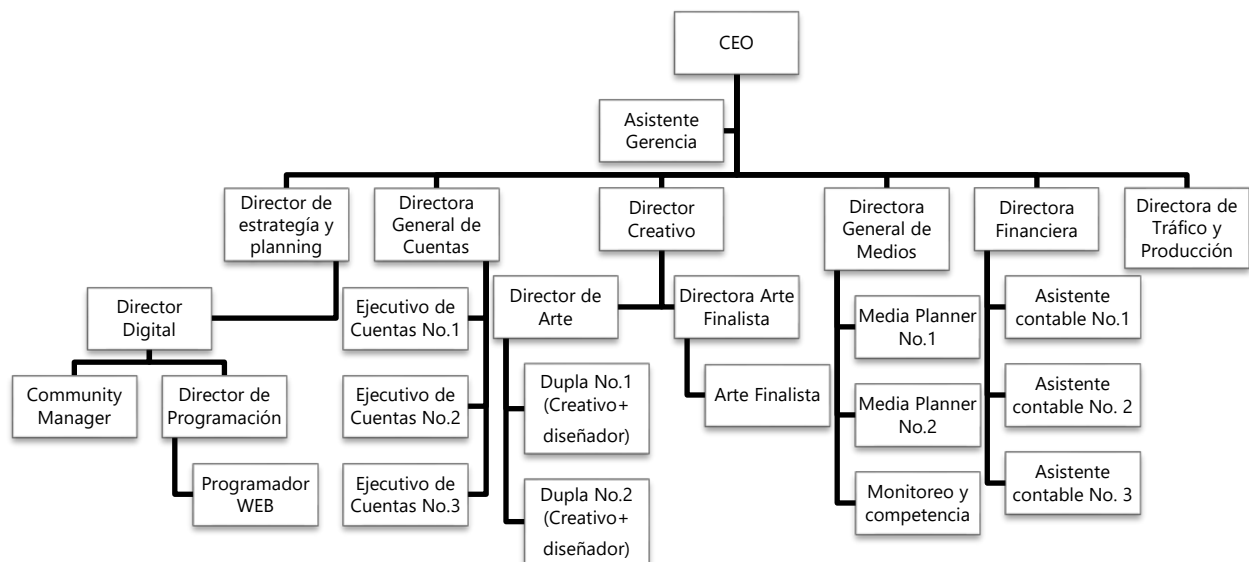 CEO
Asistente
Gerencia
Director de
estrategía y
planning
Directora
General de
Cuentas
Director
Creativo
Directora
General de
Medios
Directora
Financiera
Directora de
Tráfico y
Producción
Director
Digital
Community
Manager
Director de
Programación
Programador
WEB
Ejecutivo de
Cuentas No.1
Ejecutivo de
Cuentas No.2
Ejecutivo de
Cuentas No.3
Director de
Arte
Dupla No.1
(Creativo+
diseñador)
Dupla No.2
(Creativo+
diseñador)
Directora Arte
Finalista
Arte Finalista
Media Planner
No.1
Media Planner
No.2
Monitoreo y
competencia
Asistente
contable No.1
Asistente
contable No. 2
Asistente
contable No. 3